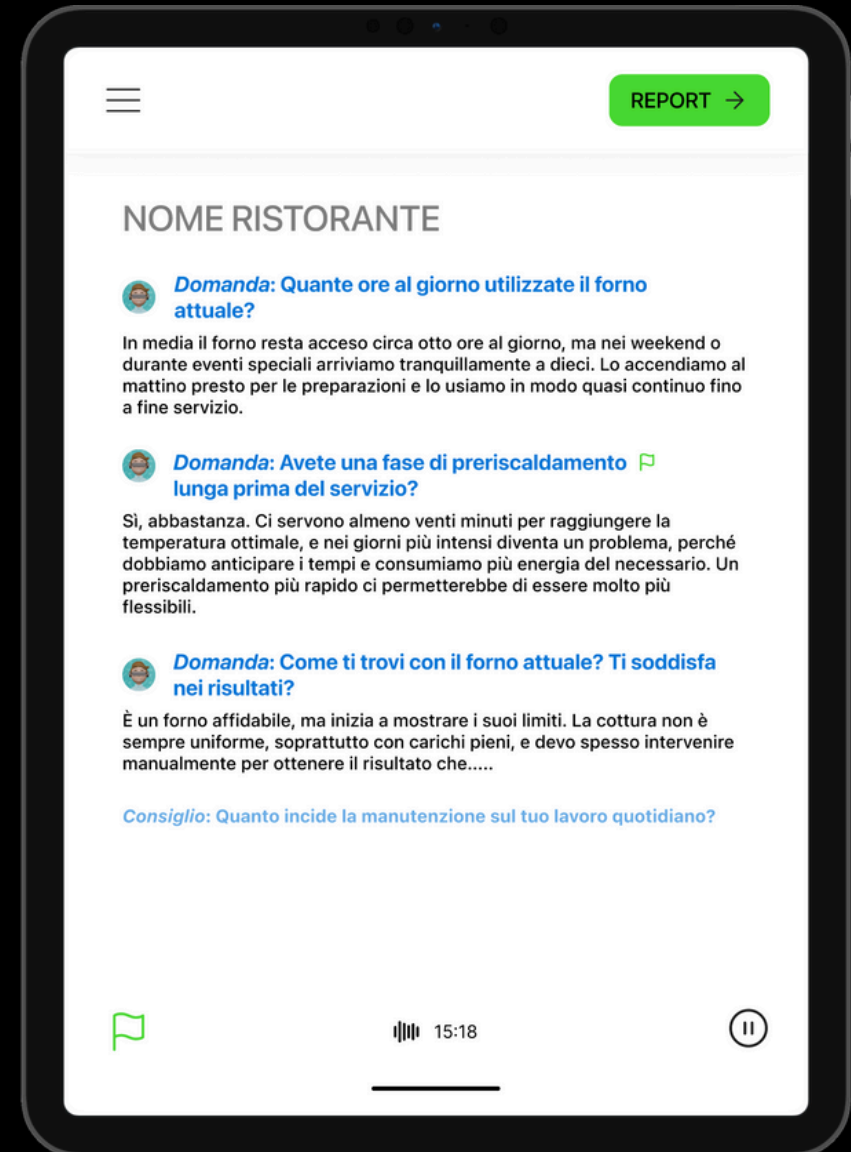 REPORT →
NOME RISTORANTE
Domanda: Quante ore al giorno utilizzate il forno
attuale?
In media il forno resta acceso circa otto ore al giorno, ma nei weekend o
durante eventi speciali arriviamo tranquillamente a dieci. Lo accendiamo al
mattino presto per le preparazioni e lo usiamo in modo quasi continuo fino
a fine servizio.
Domanda: Avete una fase di preriscaldamento
lunga prima del servizio?
Sì, abbastanza. Ci servono almeno venti minuti per raggiungere la
temperatura ottimale, e nei giorni più intensi diventa un problema, perché
dobbiamo anticipare i tempi e consumiamo più energia del necessario. Un
preriscaldamento più rapido ci permetterebbe di essere molto più
flessibili.
Domanda: Come ti trovi con il forno attuale? Ti soddisfa
nei risultati?
È un forno affidabile, ma inizia a mostrare i suoi limiti. La cottura non è
sempre uniforme, soprattutto con carichi pieni, e devo spesso intervenire
manualmente per ottenere il risultato che.....
Consiglio: Quanto incide la manutenzione sul tuo lavoro quotidiano?
15:18